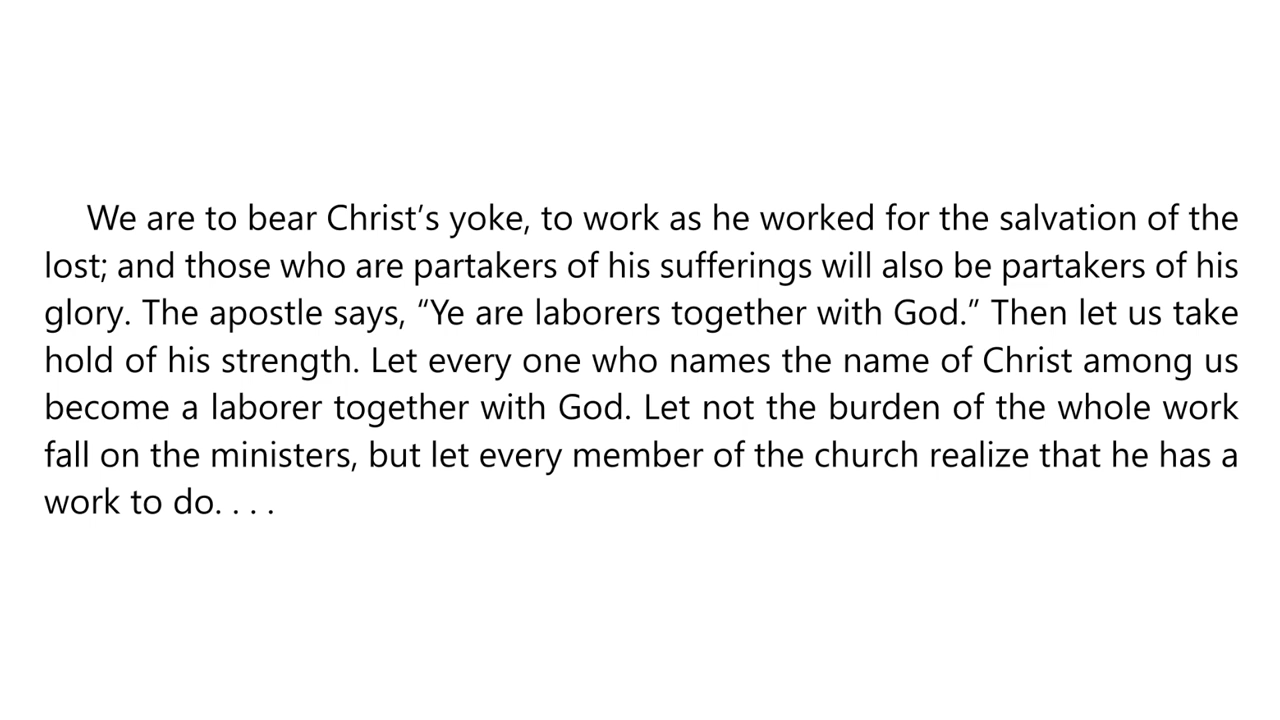 We are to bear Christ’s yoke, to work as he worked for the salvation of the
lost; and those who are partakers of his sufferings will also be partakers of his
glory. The apostle says, “Ye are laborers together with God.” Then let us take
hold of his strength. Let every one who names the name of Christ among us
become a laborer together with God. Let not the burden of the whole work
fall on the ministers, but let every member of the church realize that he has a
work to do. . . .